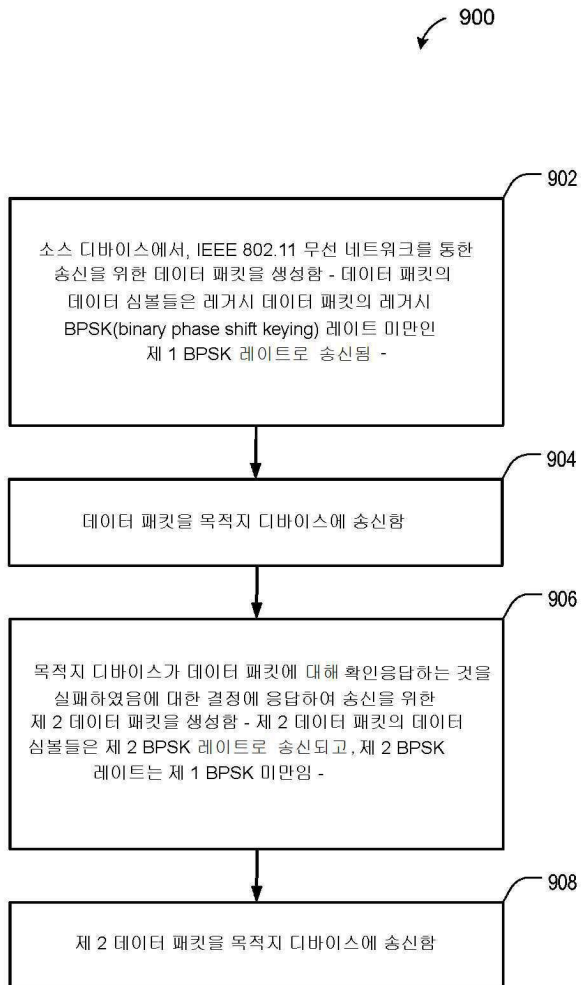 900
902
소스 디바이스에서, IEEE 802.11 무선 네트워크를 통한
송신을 위한 데이터 패킷을 생성함 - 데이터 패킷의
데이터 심볼들은 레거시 데이터 패킷의 레거시
BPSK(binary phase shift keying) 레이트 미만인
제 1 BPSK 레이트로 송신됨 -
904
데이터 패킷을 목적지 디바이스에 송신함
906
목적지 디바이스가 데이터 패킷에 대해 확인응답하는 것을
실패하였음에 대한 결정에 응답하여 송신을 위한
제 2 데이터 패킷을 생성함 - 제 2 데이터 패킷의 데이터
심볼들은 제 2 BPSK 레이트로 송신되고, 제 2 BPSK
레이트는 제 1 BPSK 미만임 -
908
제 2 데이터 패킷을 목적지 디바이스에 송신함